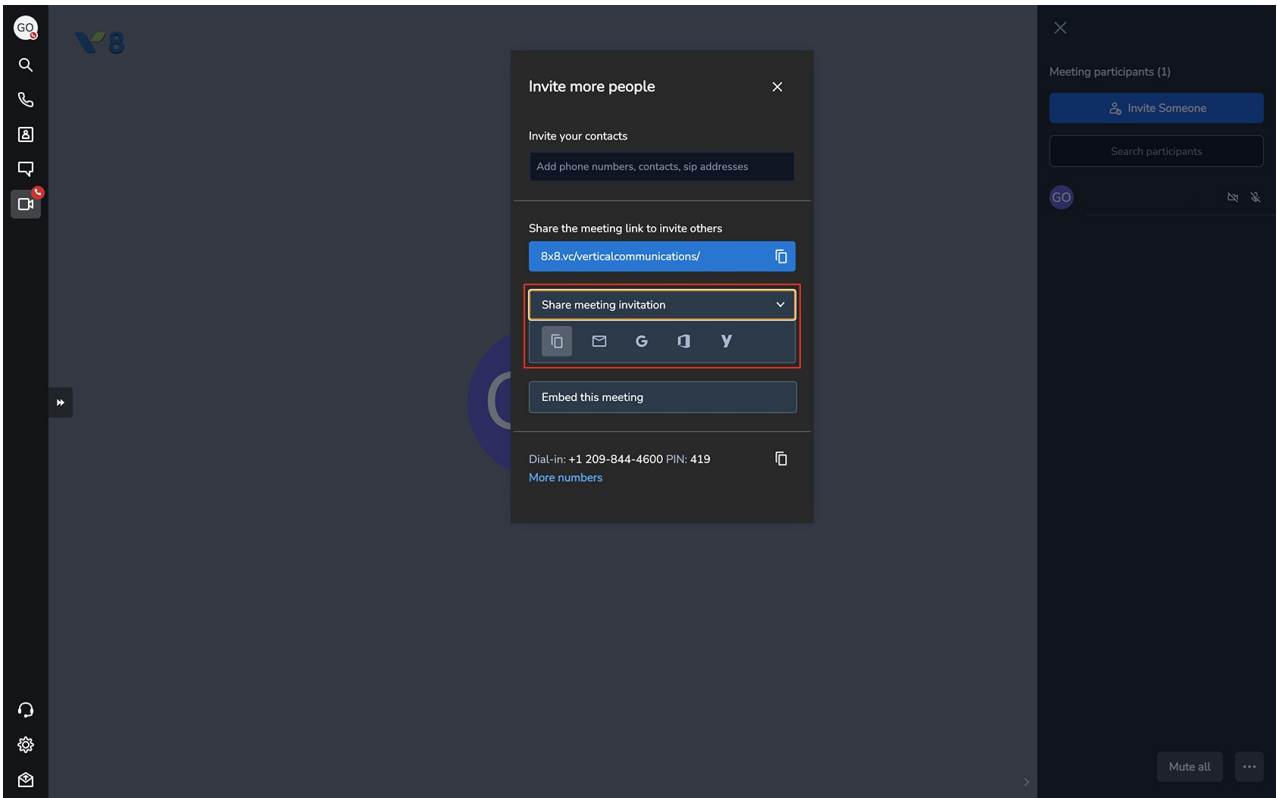 GO
8
Invite more people
Invite your contacts
Add phone numbers, contacts, sip addresses
Share the meeting link to invite others
8x8.vc/verticalcommunications/
Share meeting invitation
G
y
Embed this meeting
Dial-in: +1 209-844-4600 PIN: 419
More numbers
Meeting participants (1)
Invite Someone
Search participants
GO
Mute all